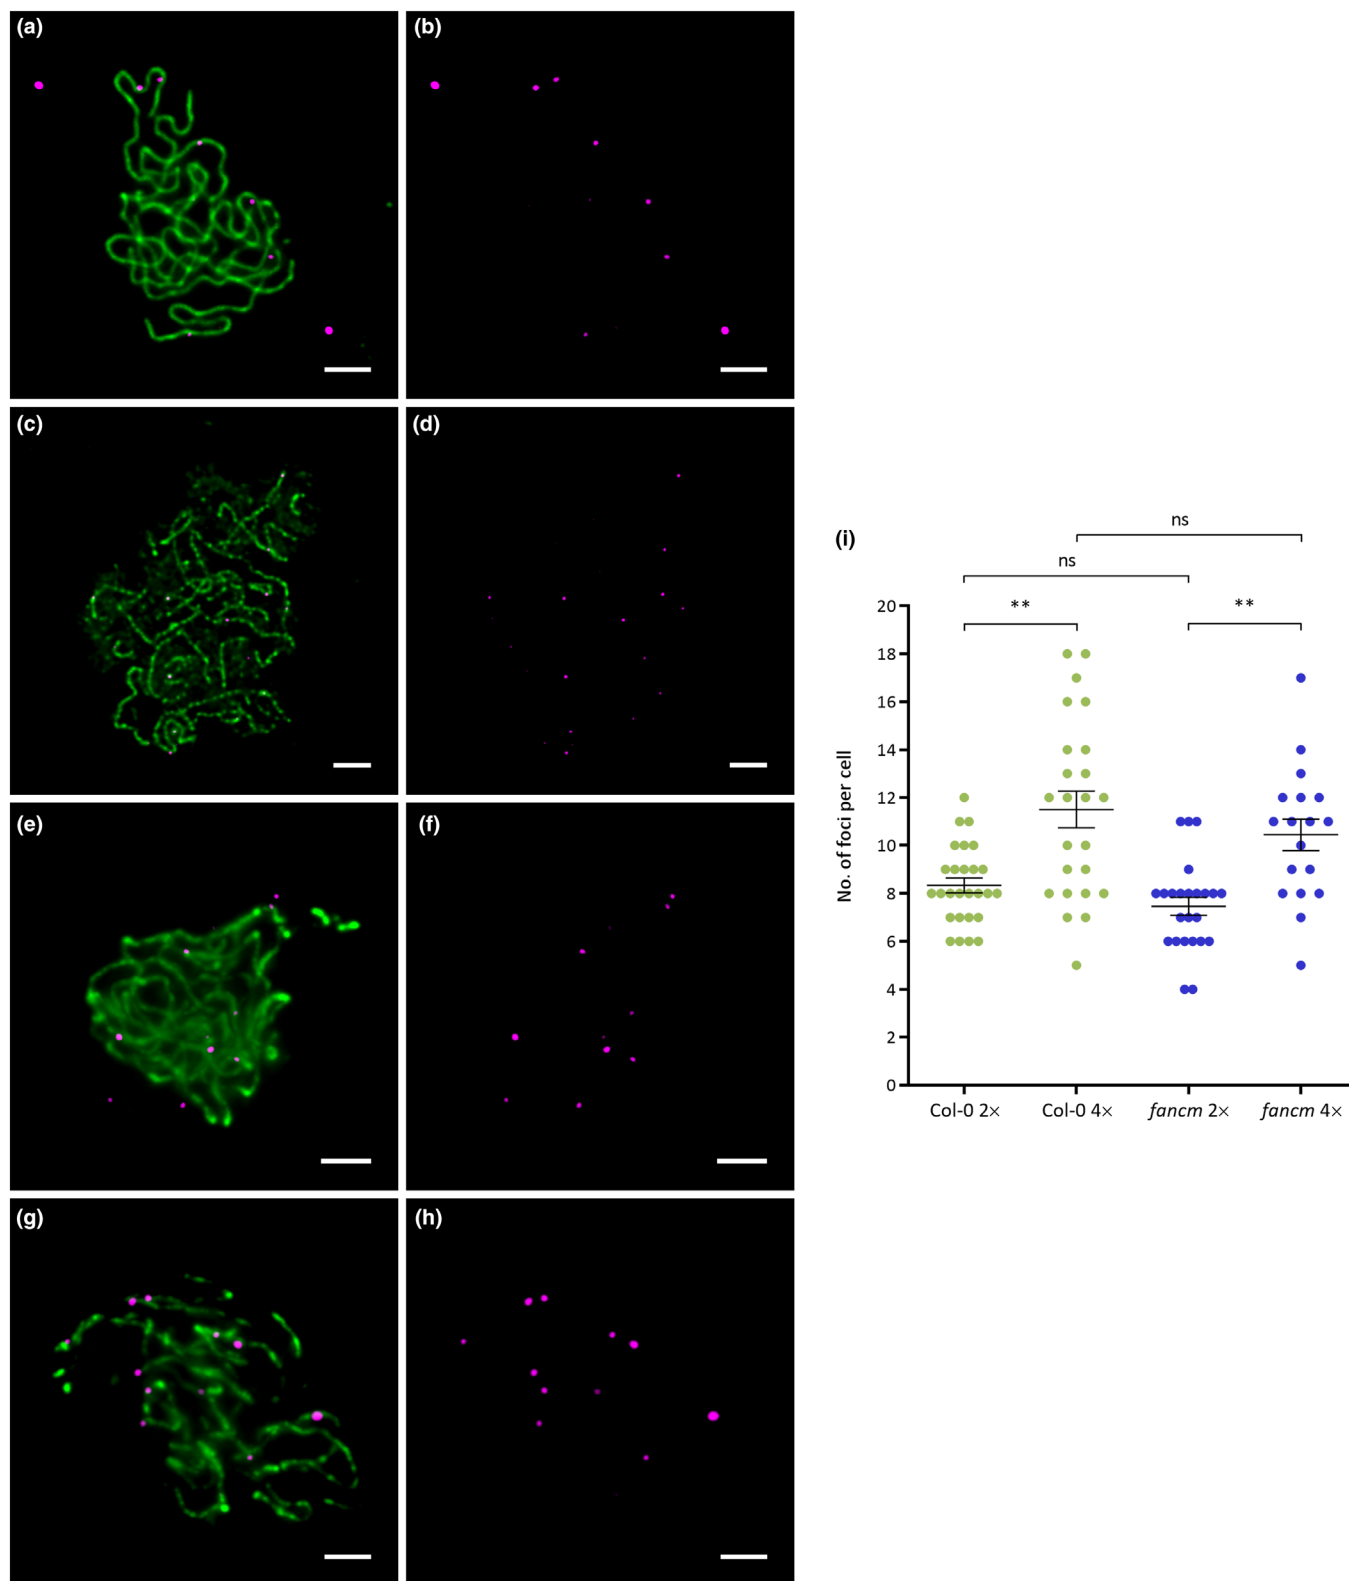 (a)
(b)
(c)
(d)
(e)
(f)
(g)
(h)
(i)
ns
ns
**
**
No. of foci per cell
20
18
16
14
12
10
8
6
4
2
0
Col-0 2×
Col-0 4×
fancm 2×
fancm 4×